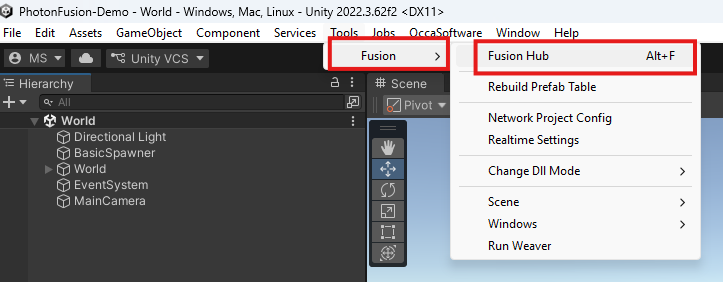 PhotonFusion-Demo - World - Windows, Mac, Linux - Unity 2022.3.62f2 <DX11>
File Edit Assets GameObject Component Services Tools Jobs OccaSoftware Window Help
MS Unity VCS
Fusion
Fusion Hub Alt+F
Rebuild Prefab Table
Network Project Config
Realtime Settings
Change Dll Mode
Scene
Windows
Run Weaver
Hierarchy
All
World
Directional Light
BasicSpawner
World
EventSystem
MainCamera
Scene
Pivot